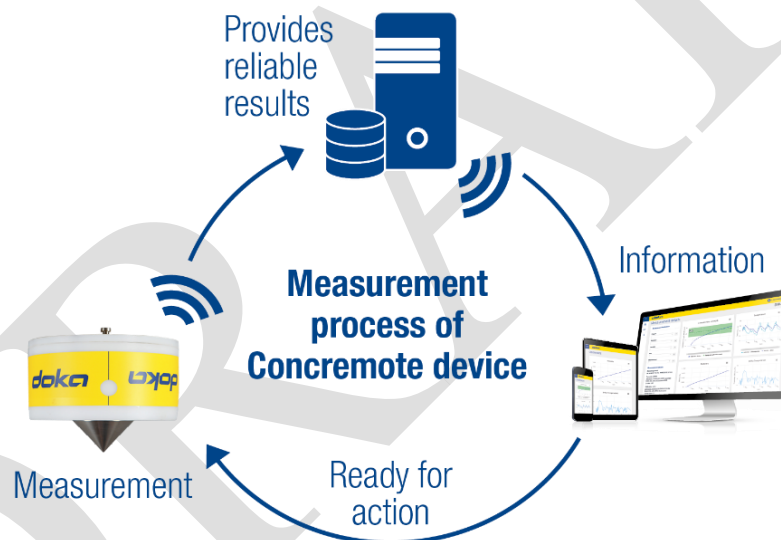 Provides
reliable
results
Information
Measurement
process of
Concremote device
doka
doka
Measurement
Ready for
action